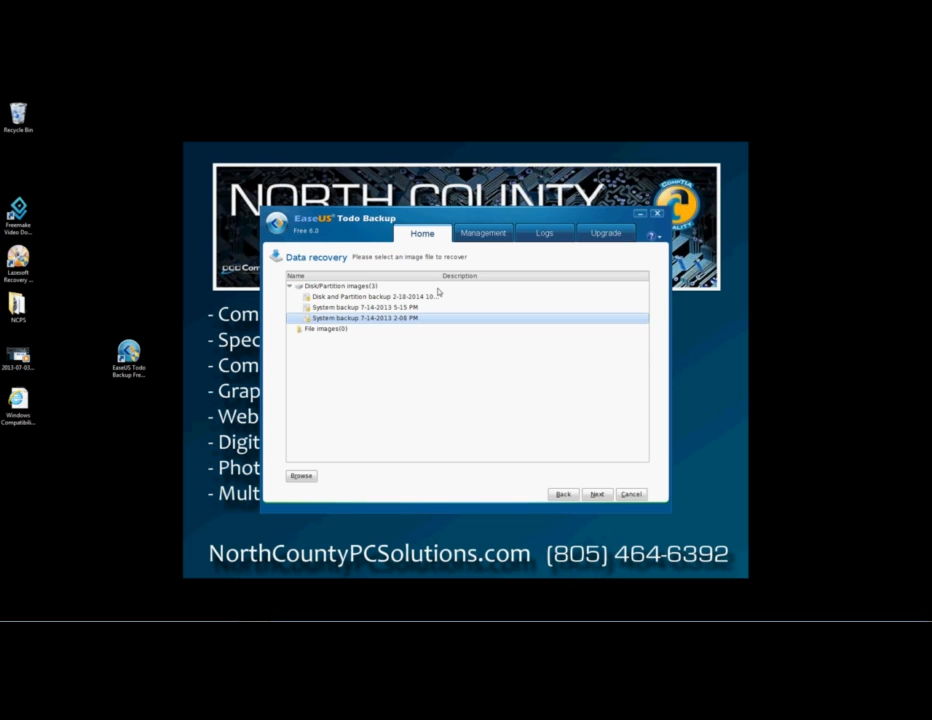 Recycle Bin
Freemake
Video Do...
Lazesoft
Recovery ...
NCPS
2013-07-03...
Windows
Compatibili...
EaseUS Todo
Backup Fre...
NORTH COUNTY
CompTIA
- Com
- Spec
- Com
- Grap
- Web
- Digit
- Phot
- Mult
EaseUS® Todo Backup
Free 6.0
Home
Management
Logs
Upgrade
?
Data recovery Please select an image file to recover
Name Description
Disk/Partition images(3)
Disk and Partition backup 2-18-2014 10...
System backup 7-14-2013 5-15 PM
System backup 7-14-2013 2-08 PM
File images(0)
Browse
Back Next Cancel
NorthCountyPCSolutions.com (805) 464-6392